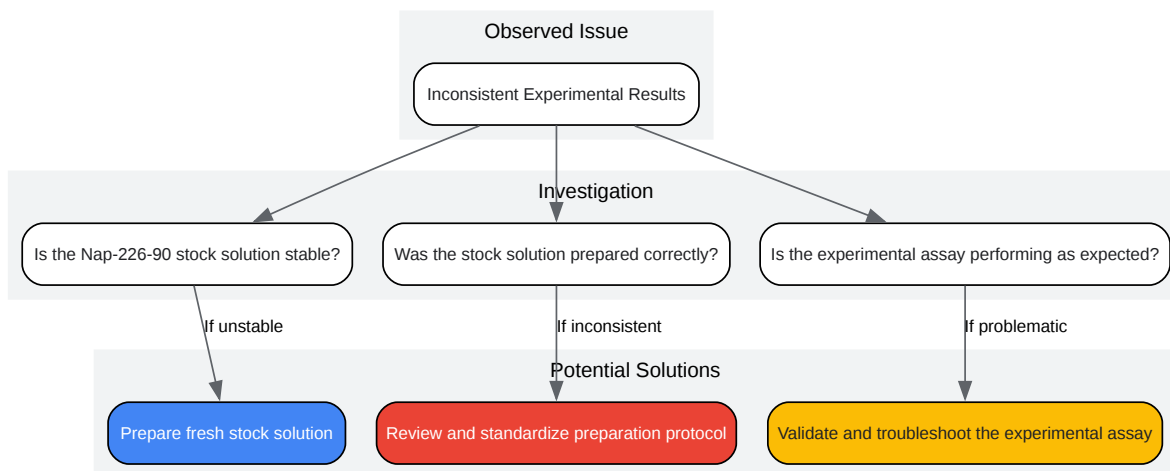 Observed Issue
Inconsistent Experimental Results
Investigation
Is the Nap-226-90 stock solution stable?
Was the stock solution prepared correctly?
Is the experimental assay performing as expected?
If unstable
If inconsistent
If problematic
Potential Solutions
Prepare fresh stock solution
Review and standardize preparation protocol
Validate and troubleshoot the experimental assay